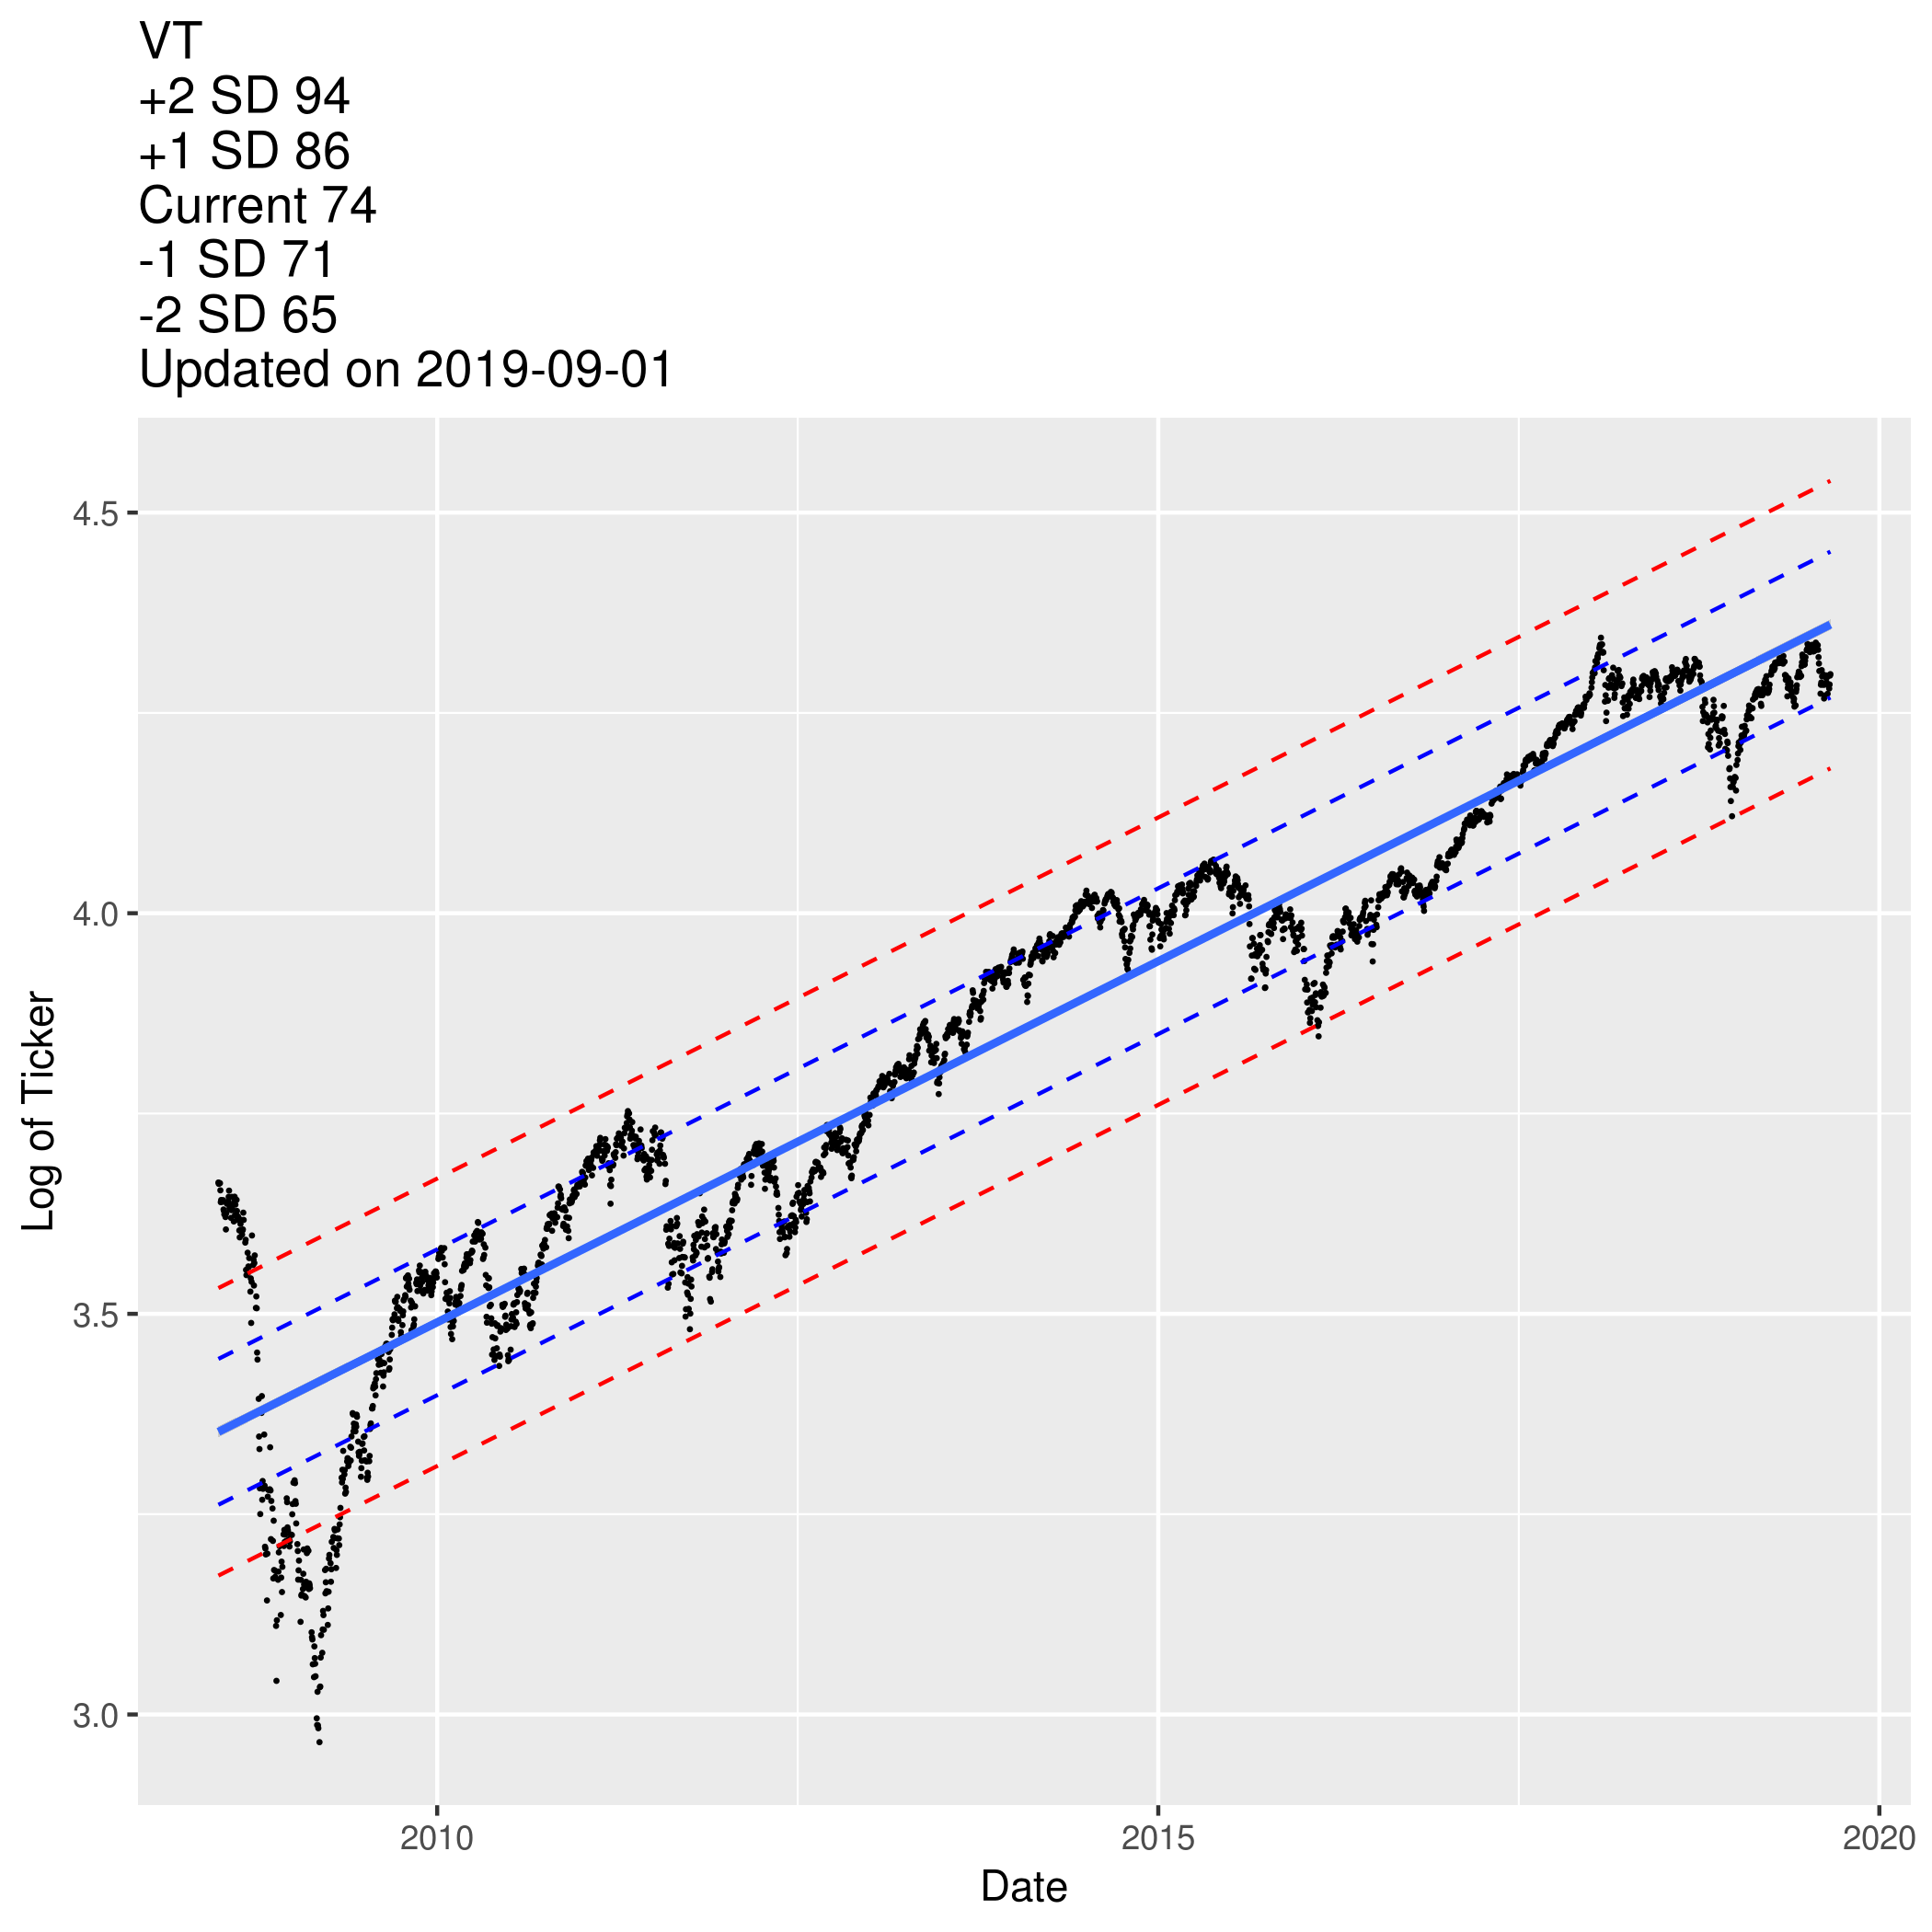 VT
+2 SD 94
+1 SD 86
Current 74
-1 SD 71
-2 SD 65
Updated on 2019-09-01
4.5
4.0
3.5
3.0
Log of Ticker
2010
2015
2020
Date